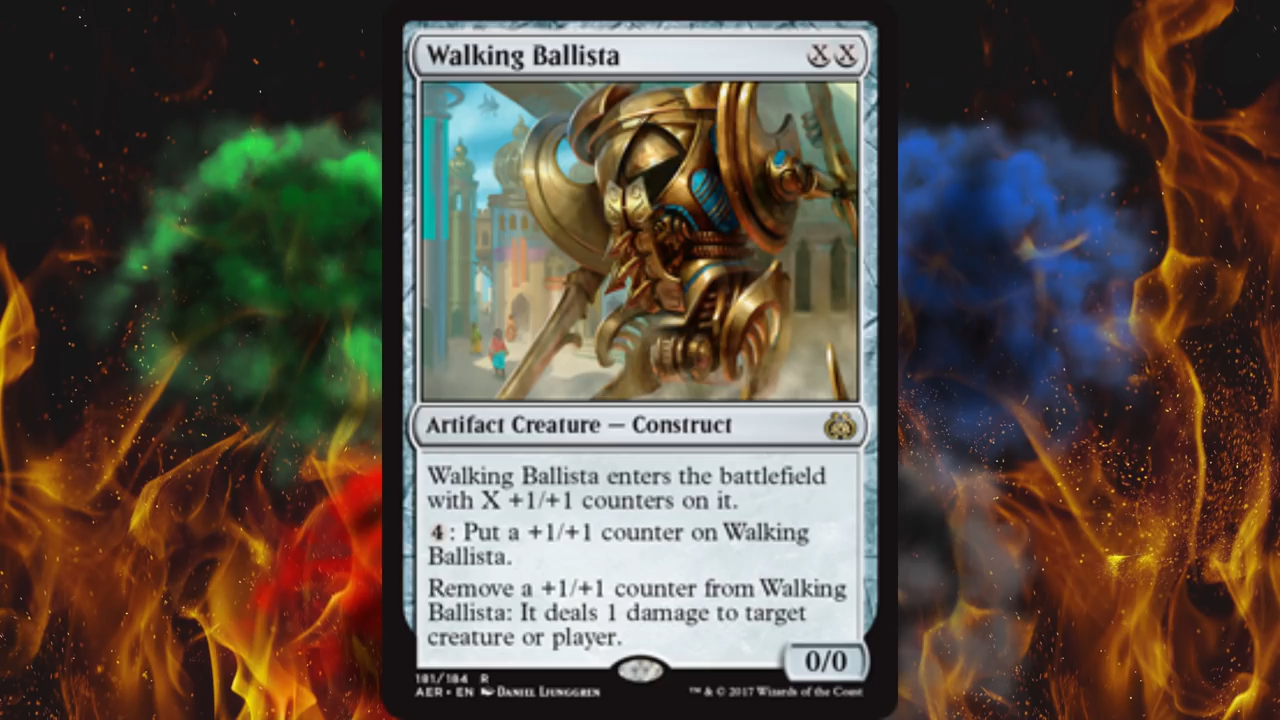 Walking Ballista XX
Artifact Creature — Construct
Walking Ballista enters the battlefield
with X +1/+1 counters on it.
4: Put a +1/+1 counter on Walking
Ballista.
Remove a +1/+1 counter from Walking
Ballista: It deals 1 damage to target
creature or player.
0/0
181/184 R
AER • EN Daniel Ljunggren
™ & © 2017 Wizards of the Coast